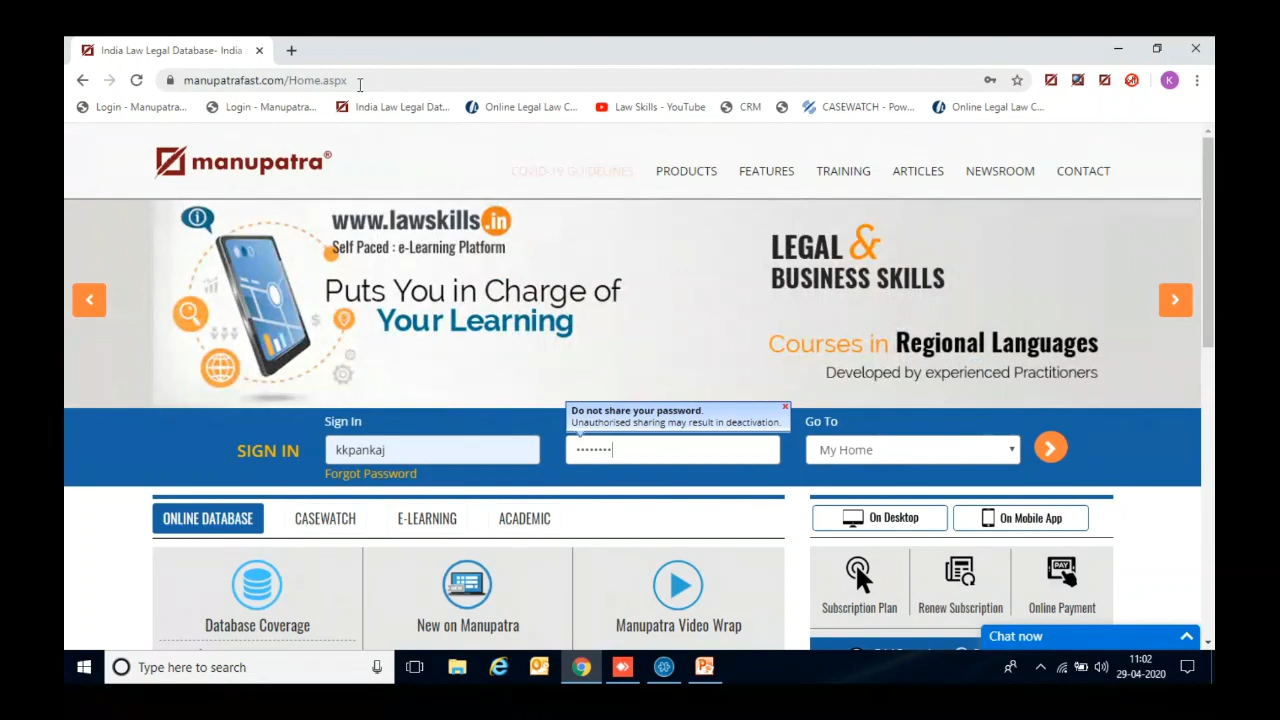 India Law Legal Database- India
manupatrafast.com/Home.aspx
K
Login - Manupatra...
Login - Manupatra...
India Law Legal Dat...
Online Legal Law C...
Law Skills - YouTube
CRM
CASEWATCH - Pow...
Online Legal Law C...
manupatra®
COVID-19 GUIDELINES
PRODUCTS
FEATURES
TRAINING
ARTICLES
NEWSROOM
CONTACT
www.lawskills.in
Self Paced : e-Learning Platform
Puts You in Charge of
Your Learning
LEGAL &
BUSINESS SKILLS
Courses in Regional Languages
Developed by experienced Practitioners
Do not share your password.
Unauthorised sharing may result in deactivation.
Sign In
Go To
SIGN IN
kkpankaj
••••••••
My Home
Forgot Password
ONLINE DATABASE
CASEWATCH
E-LEARNING
ACADEMIC
On Desktop
On Mobile App
Database Coverage
New on Manupatra
Manupatra Video Wrap
PAY
Subscription Plan
Renew Subscription
Online Payment
Chat now
Type here to search
11:02
29-04-2020